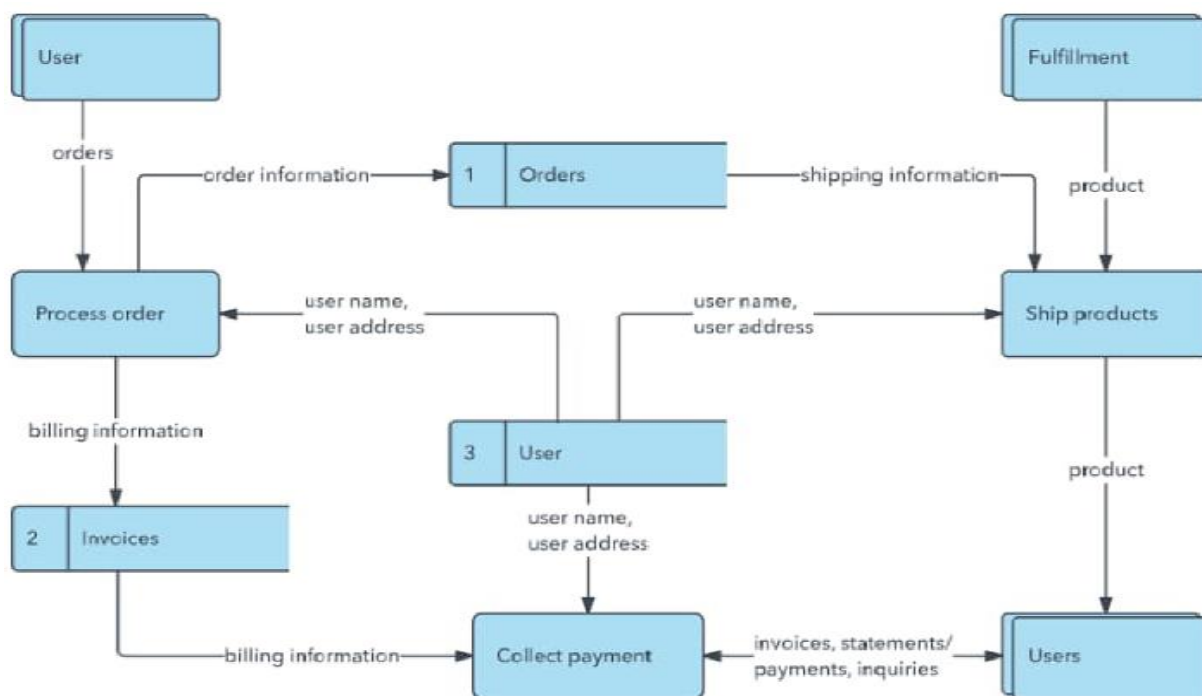 User
Fulfillment
orders
order information
1
Orders
shipping information
product
Process order
user name,
user address
user name,
user address
Ship products
billing information
3
User
product
2
Invoices
user name,
user address
billing information
Collect payment
invoices, statements/
payments, inquiries
Users